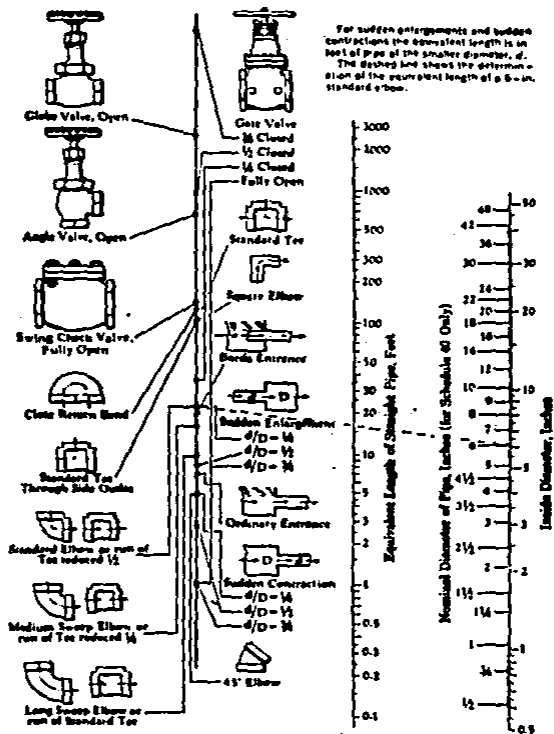 For sudden enlargements and sudden
contractions the equivalent length is in
feet of pipe of the smaller diameter, d.
The dashed line shows the determin-
ation of the equivalent length of a 6-in.
standard elbow.
Globe Valve, Open
Angle Valve, Open
Swing Check Valve,
Fully Open
Close Return Bend
Standard Tee
Through Side Outlet
Standard Elbow or run of
Tee reduced ½
Medium Sweep Elbow or
run of Tee reduced ¼
Long Sweep Elbow or
run of Standard Tee
Gate Valve
¾ Closed
½ Closed
¼ Closed
Fully Open
Standard Tee
Square Elbow
Borda Entrance
D
Sudden Enlargement
d/D = ¼
d/D = ½
d/D = ¾
Ordinary Entrance
D
Sudden Contraction
d/D = ¼
d/D = ½
d/D = ¾
45° Elbow
3000
2000
1000
500
300
200
100
50
30
20
10
5
3
2
1
0.5
0.3
0.2
0.1
Equivalent Length of Straight Pipe, Feet
Nominal Diameter of Pipe, Inches (for Schedule 40 Only)
48
42
36
30
24
22
20
18
16
14
12
10
9
8
7
6
5
4½
4
3½
3
2½
2
1½
1¼
1
¾
½
50
30
20
10
5
3
2
1
0.5
Inside Diameter, Inches